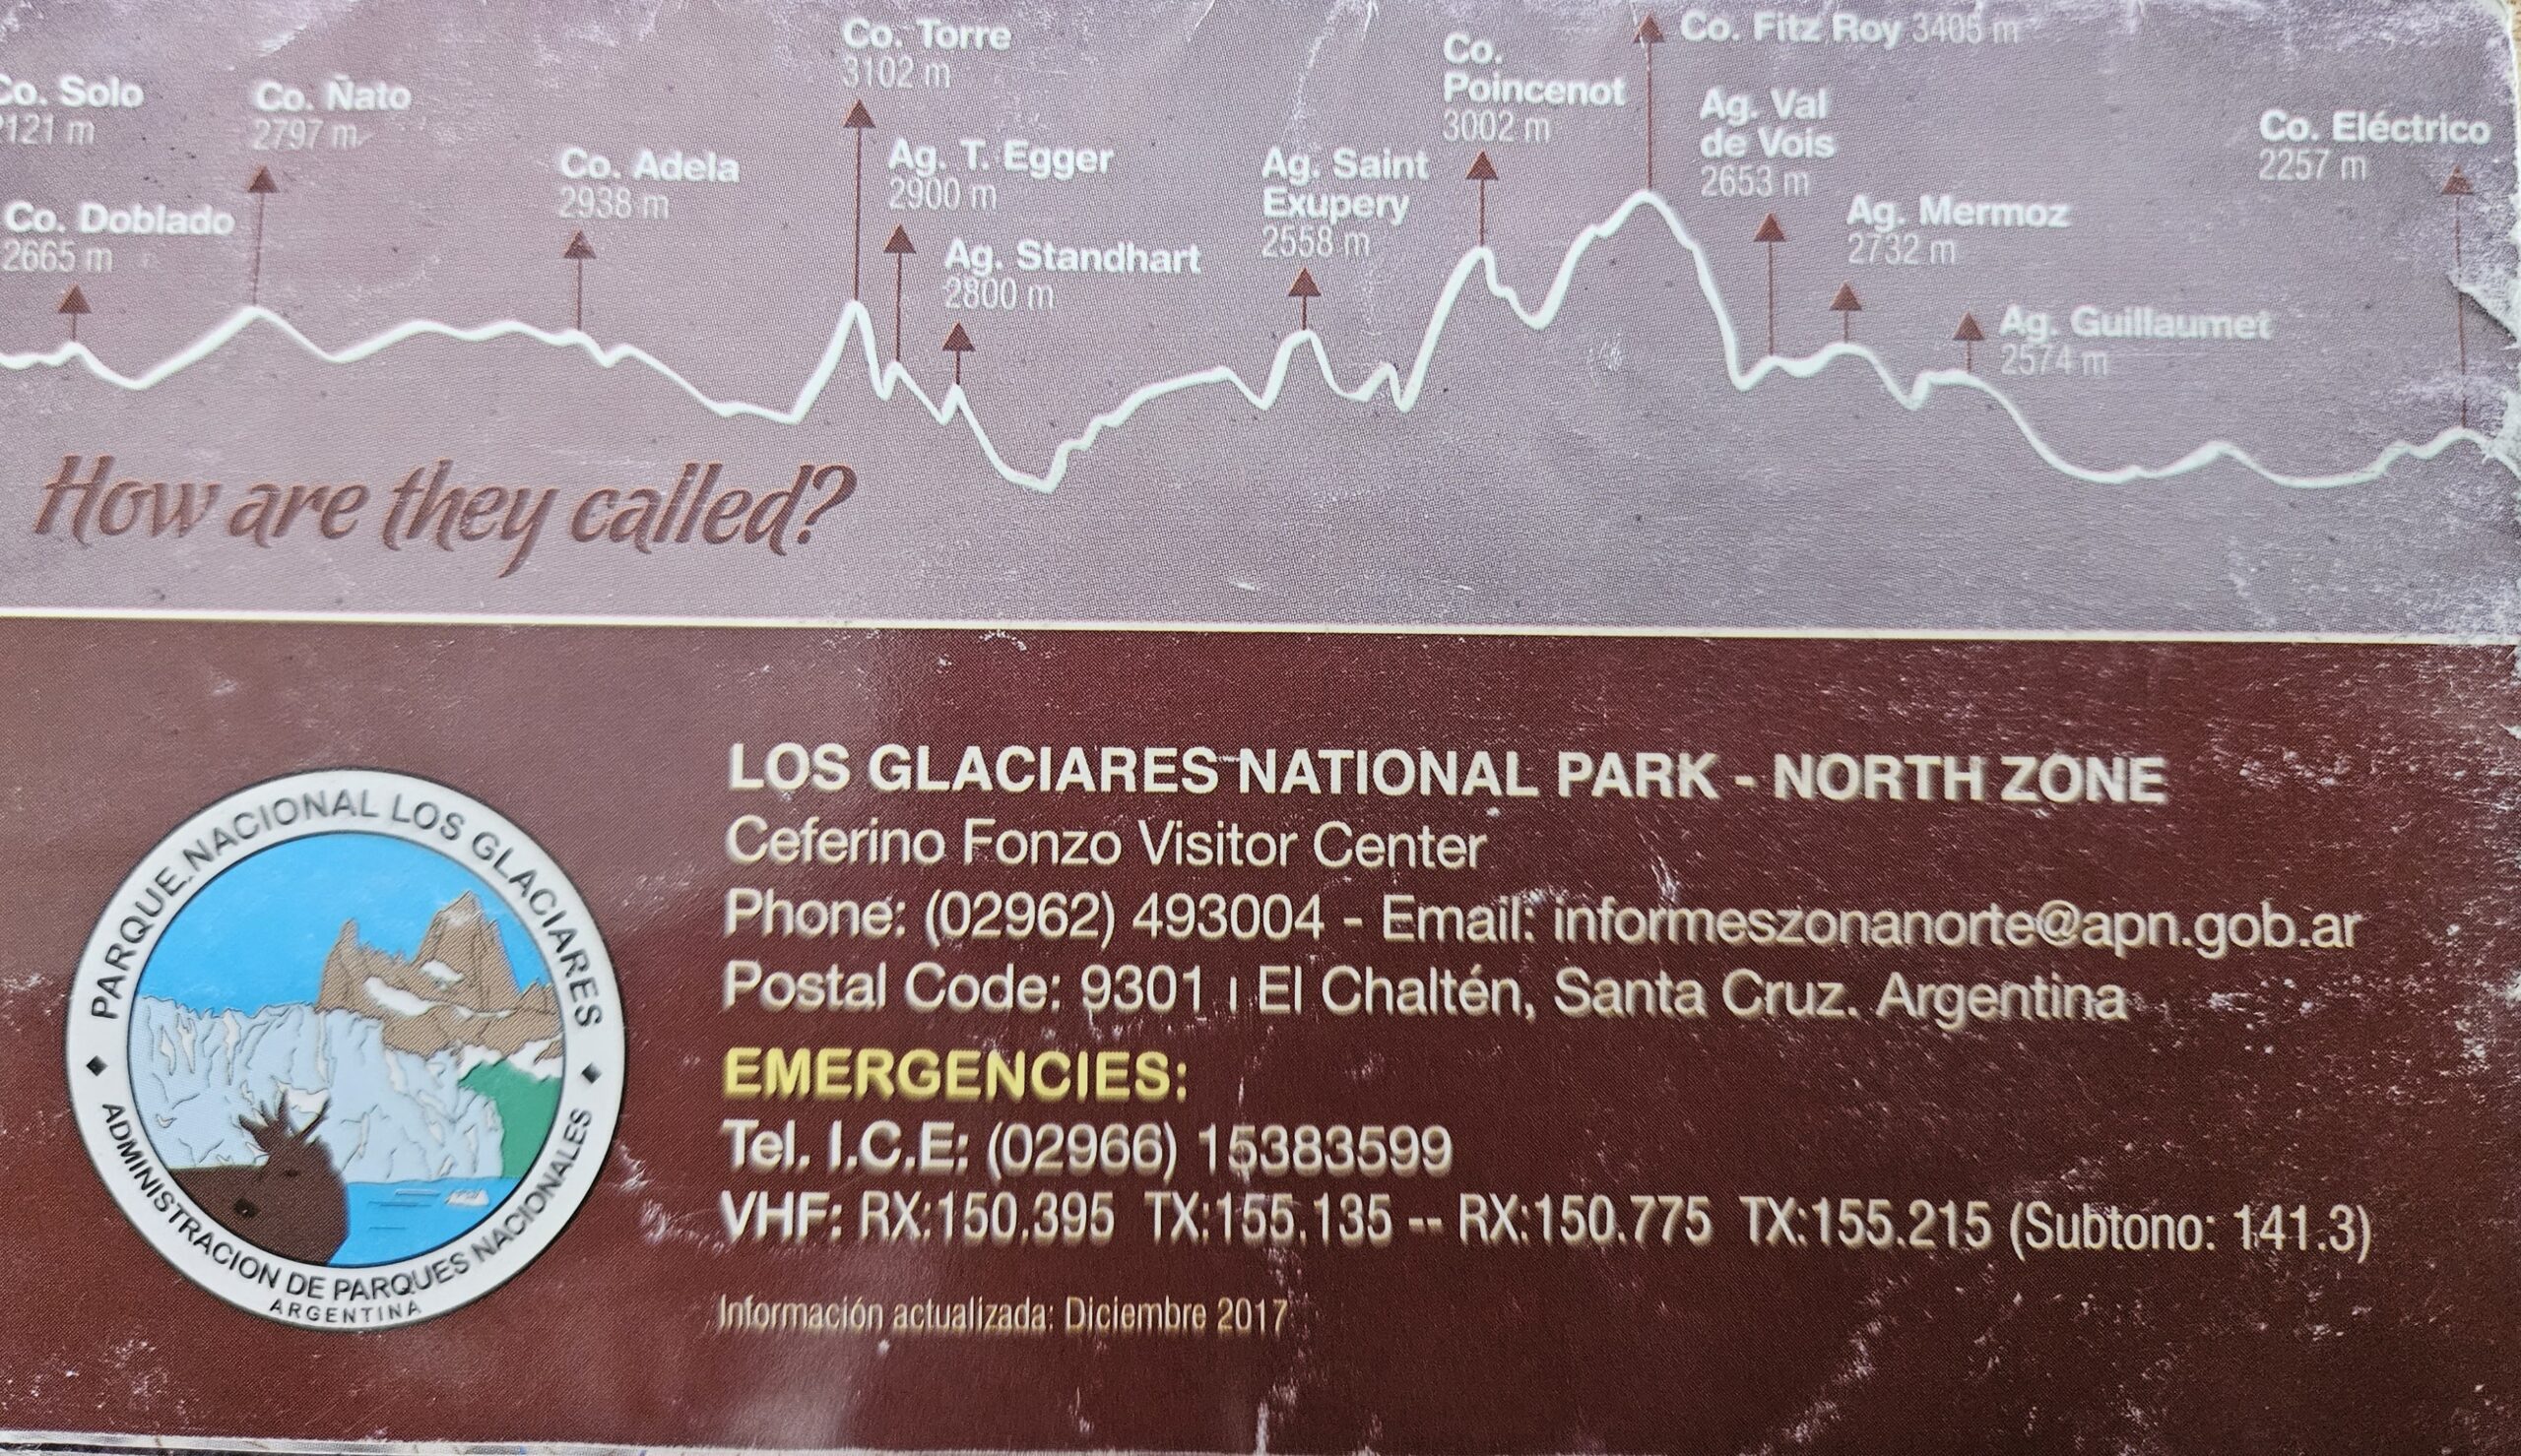 Co. Solo
2121 m
Co. Doblado
2665 m
Co. Ñato
2797 m
Co. Adela
2938 m
Co. Torre
3102 m
Ag. T. Egger
2900 m
Ag. Standhart
2800 m
Ag. Saint
Exupery
2558 m
Co.
Poincenot
3002 m
Co. Fitz Roy 3405 m
Ag. Val
de Vois
2653 m
Ag. Mermoz
2732 m
Ag. Guillaumet
2574 m
Co. Eléctrico
2257 m
How are they called?
PARQUE NACIONAL LOS GLACIARES
ADMINISTRACION DE PARQUES NACIONALES
ARGENTINA
LOS GLACIARES NATIONAL PARK - NORTH ZONE
Ceferino Fonzo Visitor Center
Phone: (02962) 493004 - Email: informeszonanorte@apn.gob.ar
Postal Code: 9301 | El Chaltén, Santa Cruz. Argentina
EMERGENCIES:
Tel. I.C.E: (02966) 15383599
VHF: RX:150.395 TX:155.135 -- RX:150.775 TX:155.215 (Subtono: 141.3)
Información actualizada: Diciembre 2017